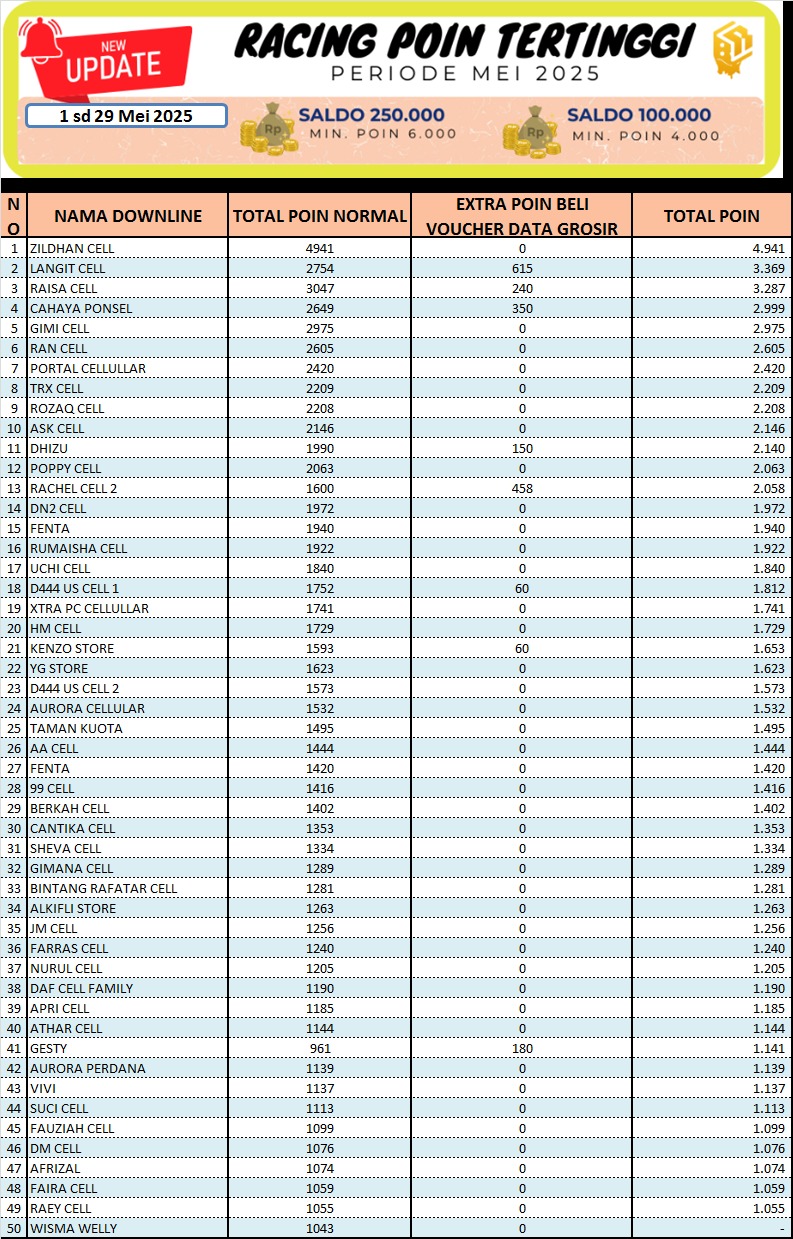 NEW
UPDATE
RACING POIN TERTINGGI
PERIODE MEI 2025
1 sd 29 Mei 2025
Rp
SALDO 250.000
MIN. POIN 6.000
Rp
SALDO 100.000
MIN. POIN 4.000
NO NAMA DOWNLINE TOTAL POIN NORMAL EXTRA POIN BELI VOUCHER DATA GROSIR TOTAL POIN
1 ZILDHAN CELL 4941 0 4.941
2 LANGIT CELL 2754 615 3.369
3 RAISA CELL 3047 240 3.287
4 CAHAYA PONSEL 2649 350 2.999
5 GIMI CELL 2975 0 2.975
6 RAN CELL 2605 0 2.605
7 PORTAL CELLULLAR 2420 0 2.420
8 TRX CELL 2209 0 2.209
9 ROZAQ CELL 2208 0 2.208
10 ASK CELL 2146 0 2.146
11 DHIZU 1990 150 2.140
12 POPPY CELL 2063 0 2.063
13 RACHEL CELL 2 1600 458 2.058
14 DN2 CELL 1972 0 1.972
15 FENTA 1940 0 1.940
16 RUMAISHA CELL 1922 0 1.922
17 UCHI CELL 1840 0 1.840
18 D444 US CELL 1 1752 60 1.812
19 XTRA PC CELLULLAR 1741 0 1.741
20 HM CELL 1729 0 1.729
21 KENZO STORE 1593 60 1.653
22 YG STORE 1623 0 1.623
23 D444 US CELL 2 1573 0 1.573
24 AURORA CELLULAR 1532 0 1.532
25 TAMAN KUOTA 1495 0 1.495
26 AA CELL 1444 0 1.444
27 FENTA 1420 0 1.420
28 99 CELL 1416 0 1.416
29 BERKAH CELL 1402 0 1.402
30 CANTIKA CELL 1353 0 1.353
31 SHEVA CELL 1334 0 1.334
32 GIMANA CELL 1289 0 1.289
33 BINTANG RAFATAR CELL 1281 0 1.281
34 ALKIFLI STORE 1263 0 1.263
35 JM CELL 1256 0 1.256
36 FARRAS CELL 1240 0 1.240
37 NURUL CELL 1205 0 1.205
38 DAF CELL FAMILY 1190 0 1.190
39 APRI CELL 1185 0 1.185
40 ATHAR CELL 1144 0 1.144
41 GESTY 961 180 1.141
42 AURORA PERDANA 1139 0 1.139
43 VIVI 1137 0 1.137
44 SUCI CELL 1113 0 1.113
45 FAUZIAH CELL 1099 0 1.099
46 DM CELL 1076 0 1.076
47 AFRIZAL 1074 0 1.074
48 FAIRA CELL 1059 0 1.059
49 RAEY CELL 1055 0 1.055
50 WISMA WELLY 1043 0 -